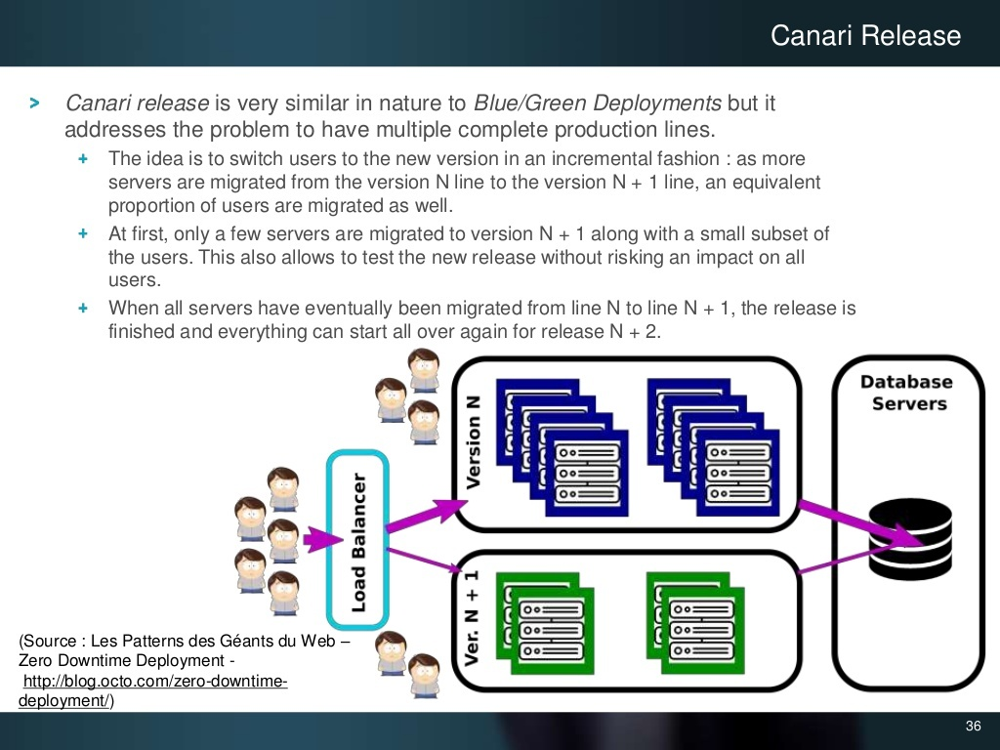 Canari Release
> Canari release is very similar in nature to Blue/Green Deployments but it
addresses the problem to have multiple complete production lines.
+ The idea is to switch users to the new version in an incremental fashion : as more
servers are migrated from the version N line to the version N + 1 line, an equivalent
proportion of users are migrated as well.
+ At first, only a few servers are migrated to version N + 1 along with a small subset of
the users. This also allows to test the new release without risking an impact on all
users.
+ When all servers have eventually been migrated from line N to line N + 1, the release is
finished and everything can start all over again for release N + 2.
Load Balancer
Version N
Ver. N + 1
Database
Servers
(Source : Les Patterns des Géants du Web –
Zero Downtime Deployment -
http://blog.octo.com/zero-downtime-
deployment/)
36